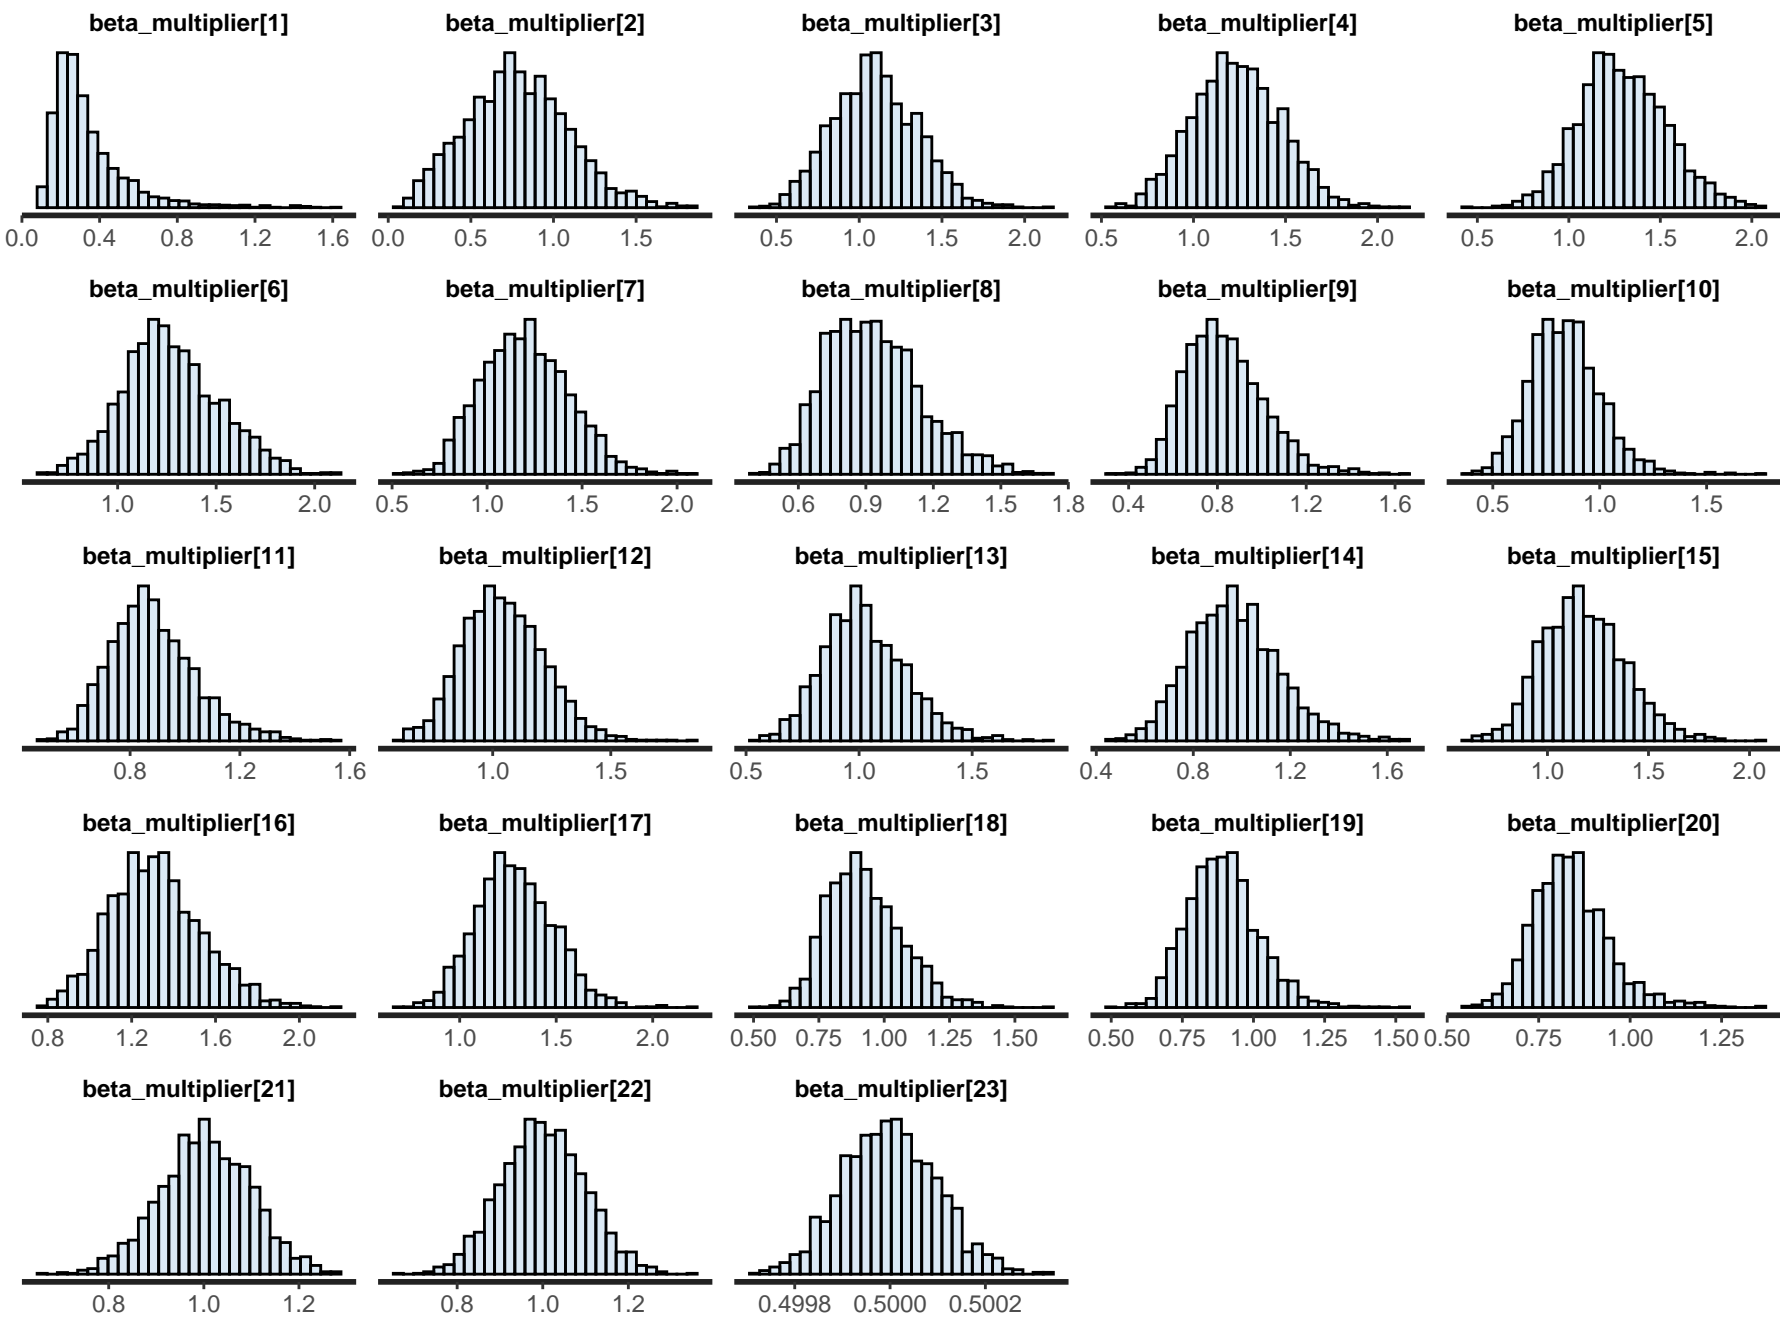 beta_multiplier[1] beta_multiplier[2] beta_multiplier[3] beta_multiplier[4] beta_multiplier[5]
0.0 0.4 0.8 1.2 1.6 0.0 0.5 1.0 1.5 0.5 1.0 1.5 2.0 0.5 1.0 1.5 2.0 0.5 1.0 1.5 2.0
beta_multiplier[6] beta_multiplier[7] beta_multiplier[8] beta_multiplier[9] beta_multiplier[10]
1.0 1.5 2.0 0.5 1.0 1.5 2.0 0.6 0.9 1.2 1.5 1.8 0.4 0.8 1.2 1.6 0.5 1.0 1.5
beta_multiplier[11] beta_multiplier[12] beta_multiplier[13] beta_multiplier[14] beta_multiplier[15]
0.8 1.2 1.6 1.0 1.5 0.5 1.0 1.5 0.4 0.8 1.2 1.6 1.0 1.5 2.0
beta_multiplier[16] beta_multiplier[17] beta_multiplier[18] beta_multiplier[19] beta_multiplier[20]
0.8 1.2 1.6 2.0 1.0 1.5 2.0 0.50 0.75 1.00 1.25 1.50 0.50 0.75 1.00 1.25 1.50 0.50 0.75 1.00 1.25
beta_multiplier[21] beta_multiplier[22] beta_multiplier[23]
0.8 1.0 1.2 0.8 1.0 1.2 0.4998 0.5000 0.5002